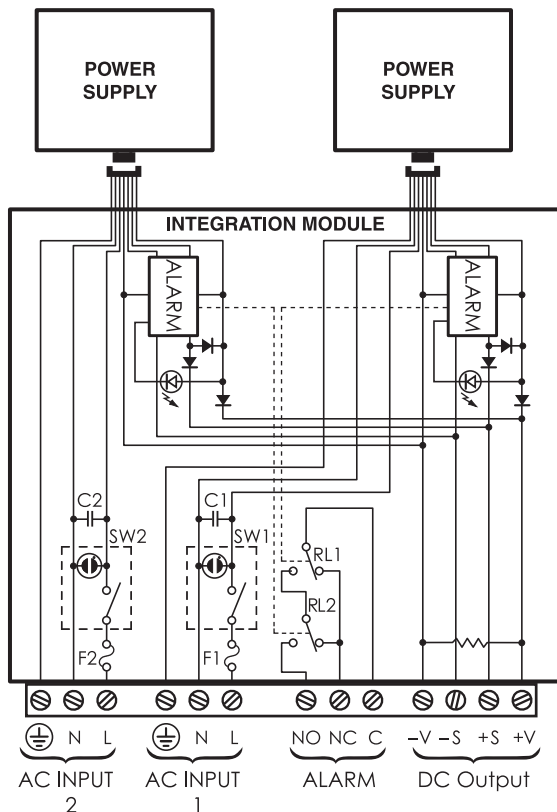 POWER
SUPPLY
POWER
SUPPLY
INTEGRATION MODULE
ALARM
ALARM
C2
SW2
C1
SW1
RL1
RL2
F2
F1
N L
N L
NO NC C
–V –S +S +V
AC INPUT
2
AC INPUT
1
ALARM
DC Output